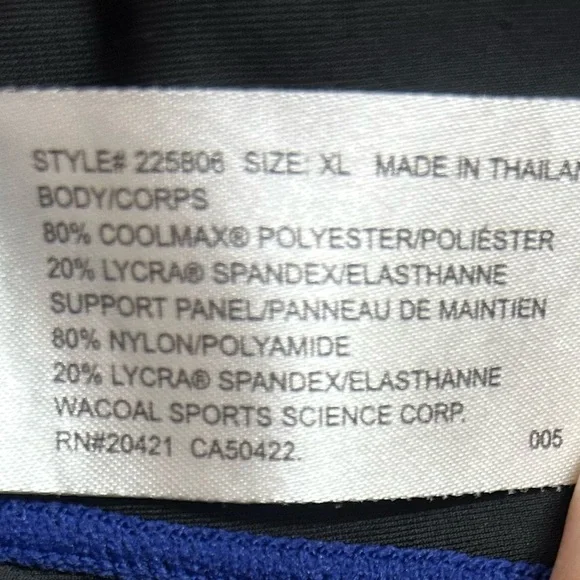 STYLE# 225806 SIZE: XL MADE IN THAILAN
BODY/CORPS
80% COOLMAX® POLYESTER/POLIÉSTER
20% LYCRA® SPANDEX/ELASTHANNE
SUPPORT PANEL/PANNEAU DE MAINTIEN
80% NYLON/POLYAMIDE
20% LYCRA® SPANDEX/ELASTHANNE
WACOAL SPORTS SCIENCE CORP.
RN#20421 CA50422. 005